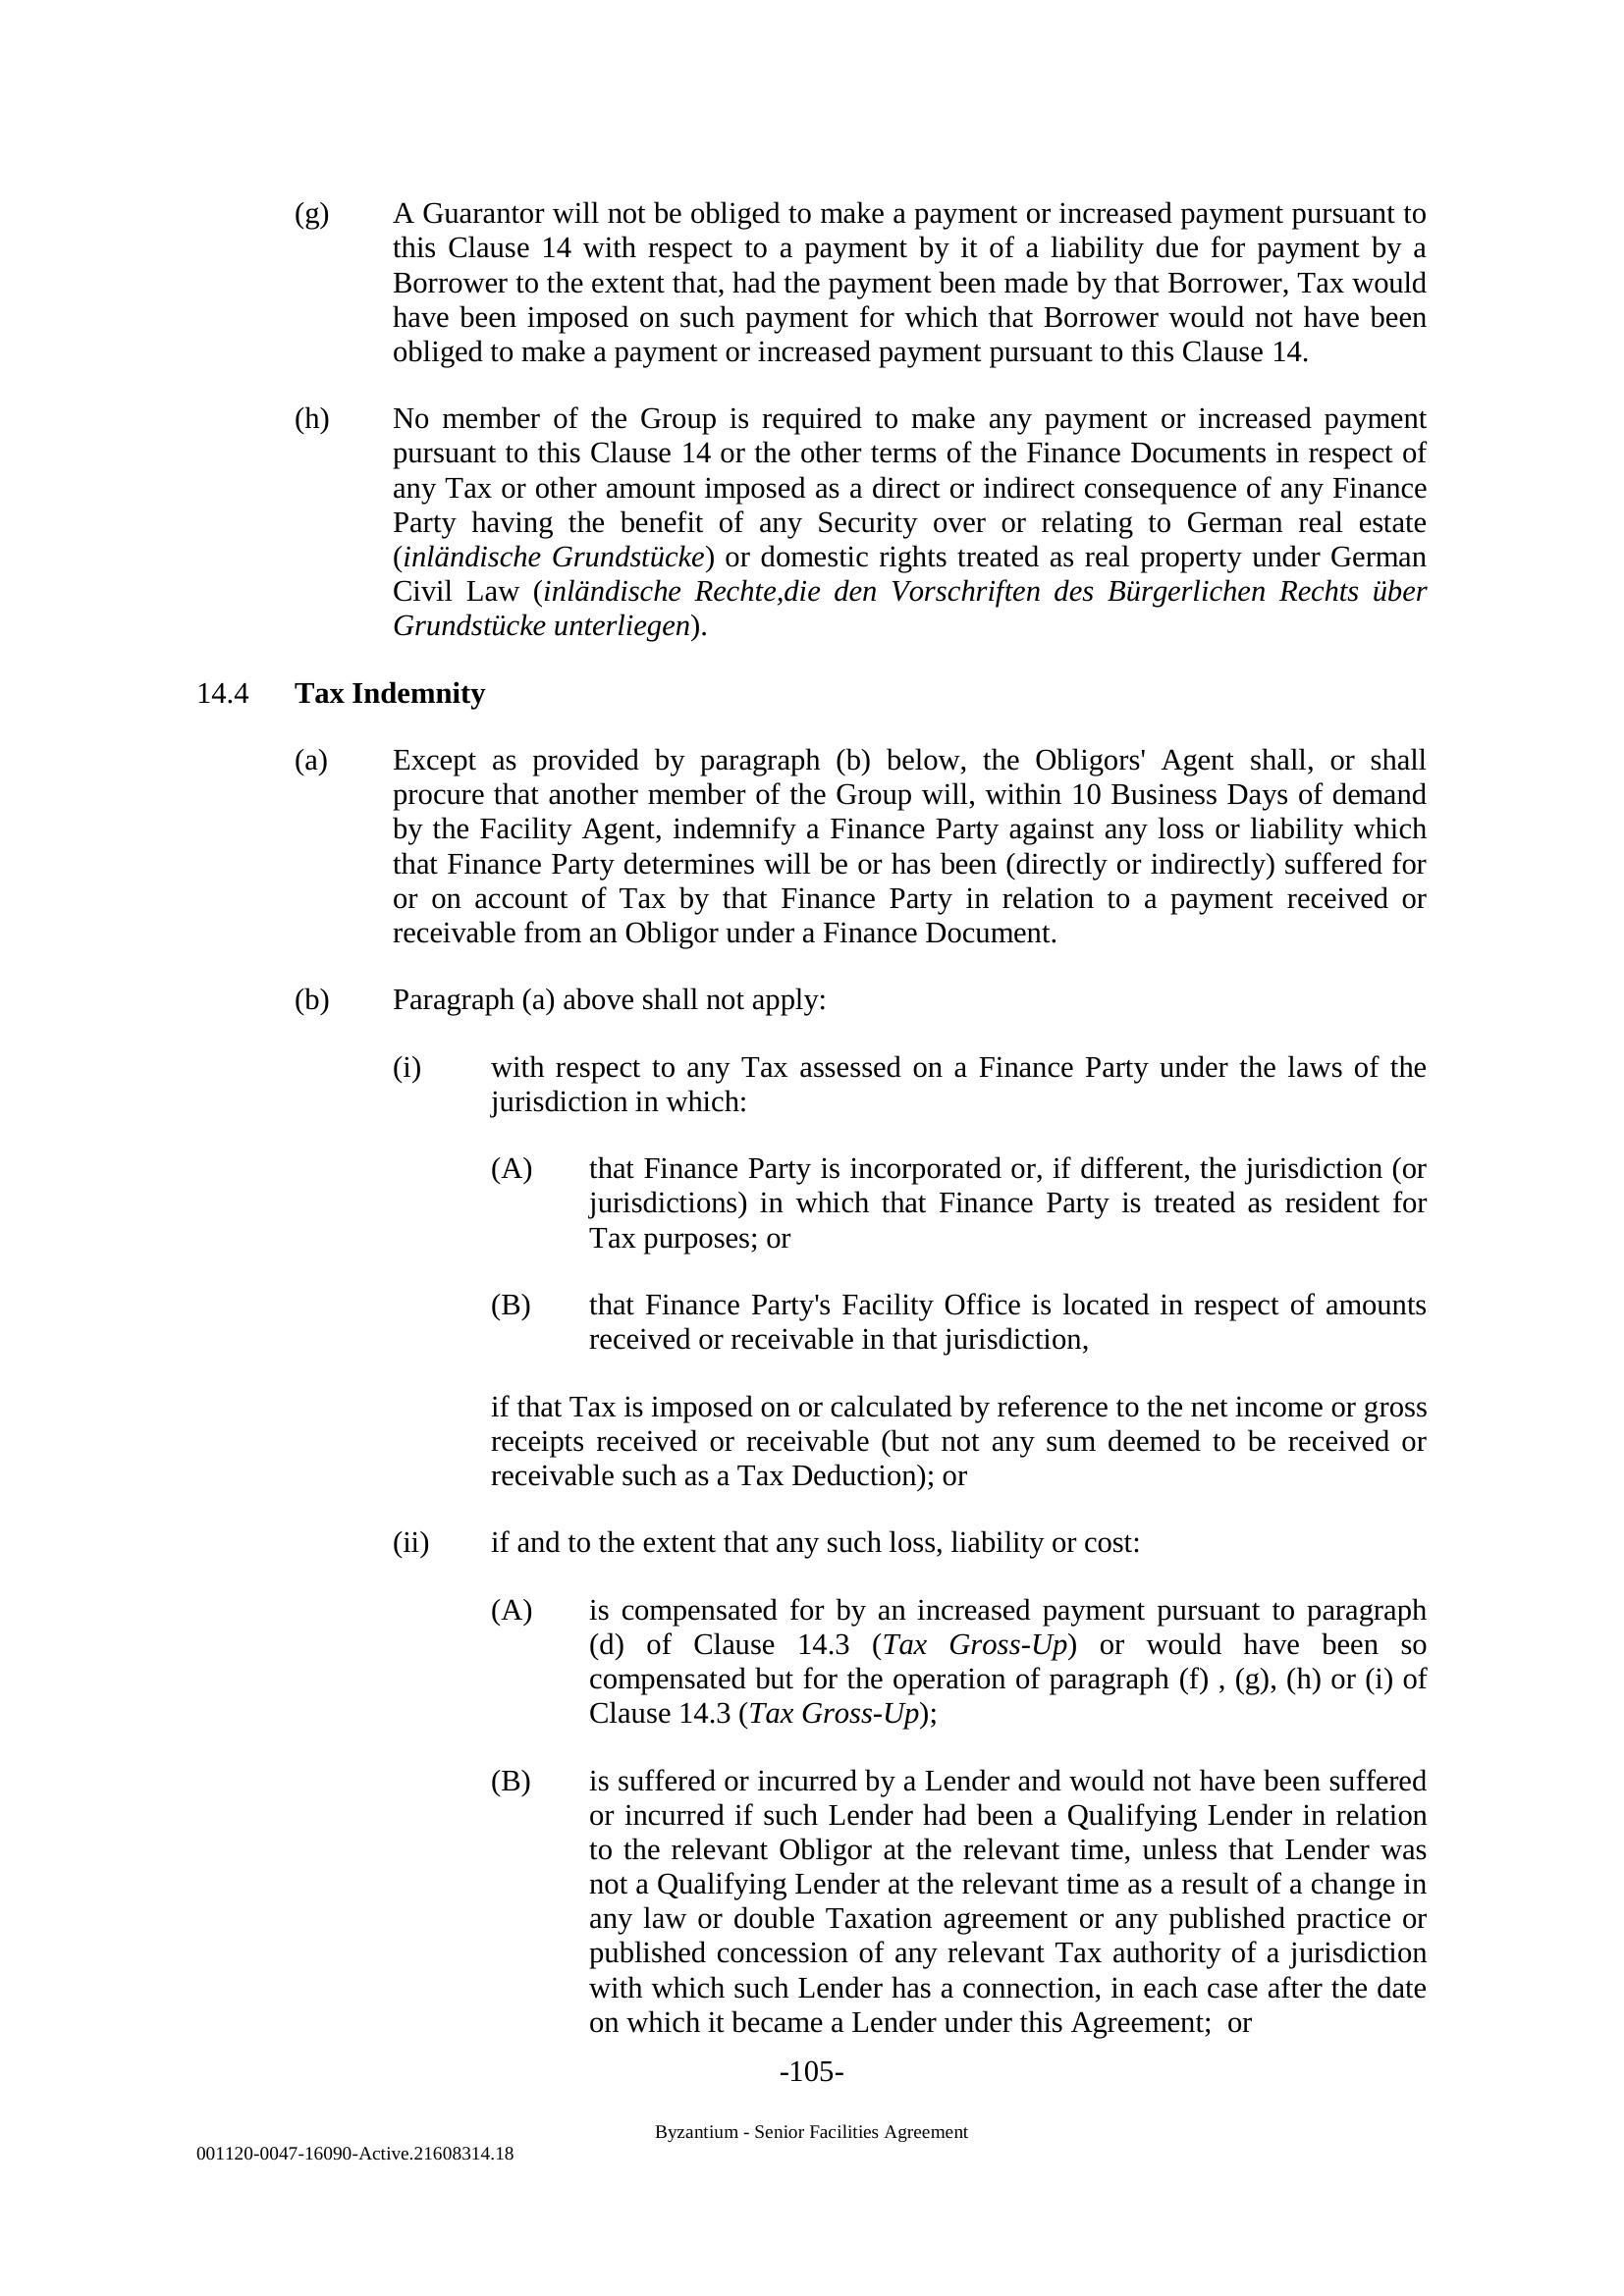 (g) A Guarantor will not be obliged to make a payment or increased payment pursuant to
this Clause 14 with respect to a payment by it of a liability due for payment by a
Borrower to the extent that, had the payment been made by that Borrower, Tax would
have been imposed on such payment for which that Borrower would not have been
obliged to make a payment or increased payment pursuant to this Clause 14.
(h) No member of the Group is required to make any payment or increased payment
pursuant to this Clause 14 or the other terms of the Finance Documents in respect of
any Tax or other amount imposed as a direct or indirect consequence of any Finance
Party having the benefit of any Security over or relating to German real estate
(inländische Grundstücke) or domestic rights treated as real property under German
Civil Law (inländische Rechte,die den Vorschriften des Bürgerlichen Rechts über
Grundstücke unterliegen).
14.4 Tax Indemnity
(a) Except as provided by paragraph (b) below, the Obligors' Agent shall, or shall
procure that another member of the Group will, within 10 Business Days of demand
by the Facility Agent, indemnify a Finance Party against any loss or liability which
that Finance Party determines will be or has been (directly or indirectly) suffered for
or on account of Tax by that Finance Party in relation to a payment received or
receivable from an Obligor under a Finance Document.
(b) Paragraph (a) above shall not apply:
(i) with respect to any Tax assessed on a Finance Party under the laws of the
jurisdiction in which:
(A) that Finance Party is incorporated or, if different, the jurisdiction (or
jurisdictions) in which that Finance Party is treated as resident for
Tax purposes; or
(B) that Finance Party's Facility Office is located in respect of amounts
received or receivable in that jurisdiction,
if that Tax is imposed on or calculated by reference to the net income or gross
receipts received or receivable (but not any sum deemed to be received or
receivable such as a Tax Deduction); or
(ii) if and to the extent that any such loss, liability or cost:
(A) is compensated for by an increased payment pursuant to paragraph
(d) of Clause 14.3 (Tax Gross-Up) or would have been so
compensated but for the operation of paragraph (f) , (g), (h) or (i) of
Clause 14.3 (Tax Gross-Up);
(B) is suffered or incurred by a Lender and would not have been suffered
or incurred if such Lender had been a Qualifying Lender in relation
to the relevant Obligor at the relevant time, unless that Lender was
not a Qualifying Lender at the relevant time as a result of a change in
any law or double Taxation agreement or any published practice or
published concession of any relevant Tax authority of a jurisdiction
with which such Lender has a connection, in each case after the date
on which it became a Lender under this Agreement;  or
-105-
Byzantium - Senior Facilities Agreement
001120-0047-16090-Active.21608314.18